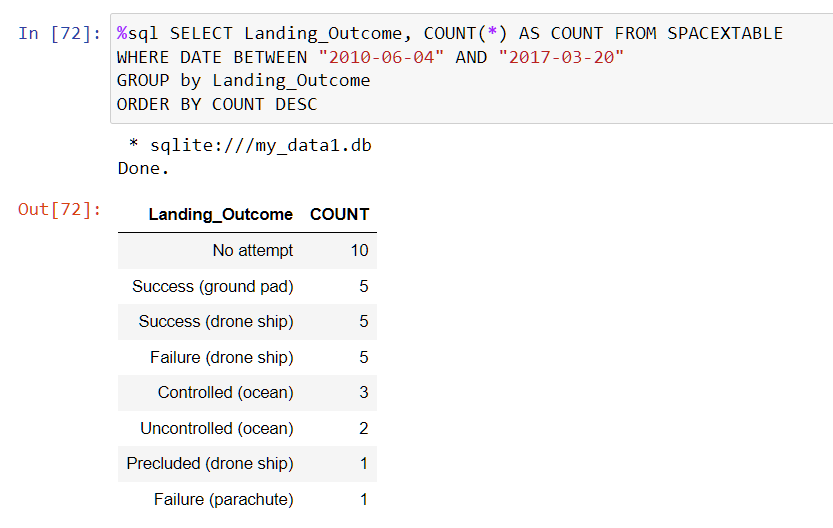 In [72]: %sql SELECT Landing_Outcome, COUNT(*) AS COUNT FROM SPACEXTABLE
WHERE DATE BETWEEN "2010-06-04" AND "2017-03-20"
GROUP by Landing_Outcome
ORDER BY COUNT DESC
* sqlite:///my_data1.db
Done.
Out[72]: Landing_Outcome COUNT
No attempt 10
Success (ground pad) 5
Success (drone ship) 5
Failure (drone ship) 5
Controlled (ocean) 3
Uncontrolled (ocean) 2
Precluded (drone ship) 1
Failure (parachute) 1